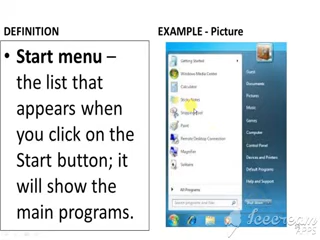 DEFINITION
EXAMPLE - Picture
• Start menu –
the list that
appears when
you click on the
Start button; it
will show the
main programs.
Getting Started
Windows Media Center
Calculator
Sticky Notes
Snipping Tool
Paint
Remote Desktop Connection
Magnifier
Solitaire
All Programs
Guest
Documents
Pictures
Music
Games
Computer
Control Panel
Devices and Printers
Default Programs
Help and Support
Icecream
APPS